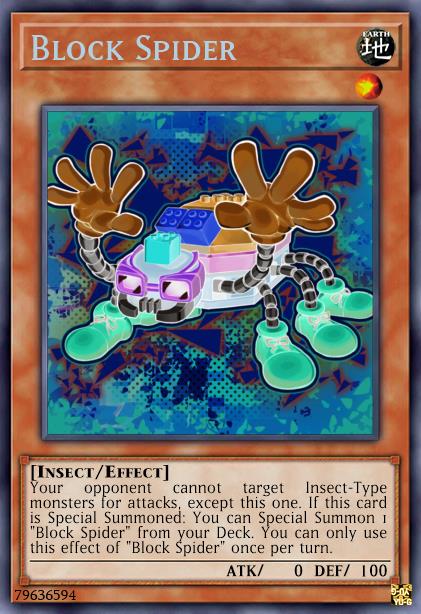 BLOCK SPIDER
EARTH
地
[INSECT/EFFECT]
Your opponent cannot target Insect-Type
monsters for attacks, except this one. If this card
is Special Summoned: You can Special Summon 1
"Block Spider" from your Deck. You can only use
this effect of "Block Spider" once per turn.
ATK/ 0 DEF/ 100
79636594